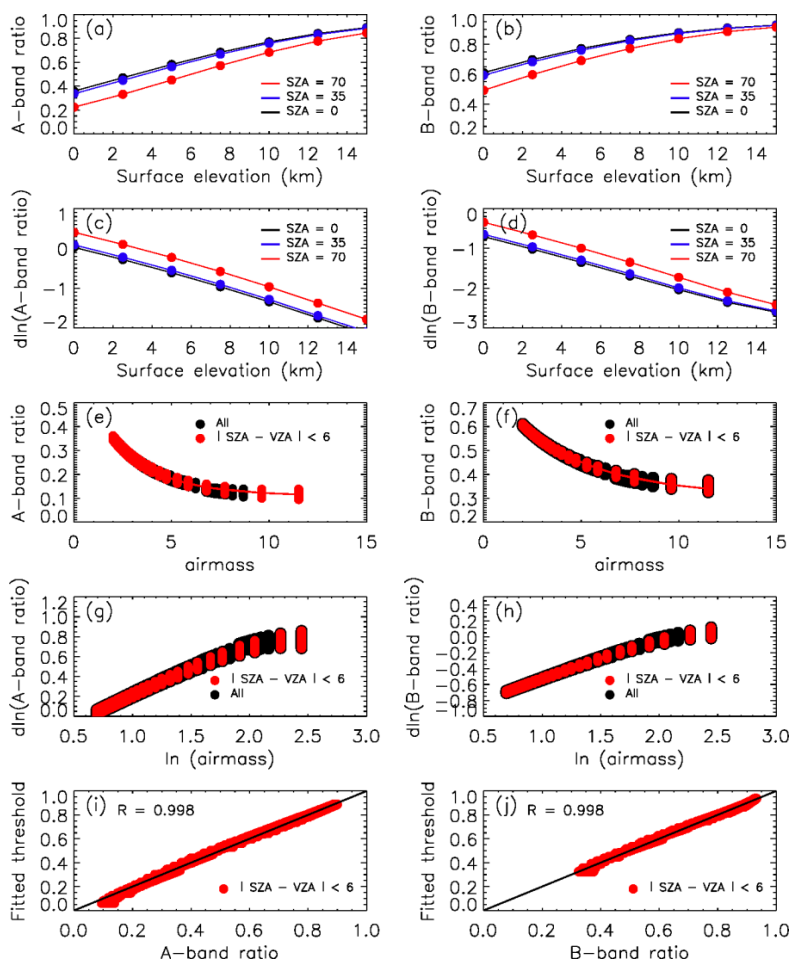 (a)
A-band ratio
1.0
0.8
0.6
0.4
0.2
0.0
SZA = 70
SZA = 35
SZA = 0
0 2 4 6 8 10 12 14
Surface elevation (km)
(b)
B-band ratio
1.0
0.8
0.6
0.4
0.2
SZA = 70
SZA = 35
SZA = 0
0 2 4 6 8 10 12 14
Surface elevation (km)
(c)
dln(A-band ratio)
1
0
-1
-2
SZA = 0
SZA = 35
SZA = 70
0 2 4 6 8 10 12 14
Surface elevation (km)
(d)
dln(B-band ratio)
0
-1
-2
-3
SZA = 0
SZA = 35
SZA = 70
0 2 4 6 8 10 12 14
Surface elevation (km)
(e)
A-band ratio
0.5
0.4
0.3
0.2
0.1
0.0
All
| SZA - VZA | < 6
0 5 10 15
airmass
(f)
B-band ratio
0.7
0.6
0.5
0.4
0.3
0.2
All
| SZA - VZA | < 6
0 5 10 15
airmass
(g)
dln(A-band ratio)
1.2
1.0
0.8
0.6
0.4
0.2
0.0
| SZA - VZA | < 6
All
0.5 1.0 1.5 2.0 2.5 3.0
ln (airmass)
(h)
dln(B-band ratio)
0.4
0.2
0.0
-0.2
-0.4
-0.6
-0.8
-1.0
| SZA - VZA | < 6
All
0.5 1.0 1.5 2.0 2.5 3.0
ln (airmass)
(i)
R = 0.998
Fitted threshold
1.0
0.8
0.6
0.4
0.2
0.0
| SZA - VZA | < 6
0.0 0.2 0.4 0.6 0.8 1.0
A-band ratio
(j)
R = 0.998
Fitted threshold
1.0
0.8
0.6
0.4
0.2
0.0
| SZA - VZA | < 6
0.0 0.2 0.4 0.6 0.8 1.0
B-band ratio